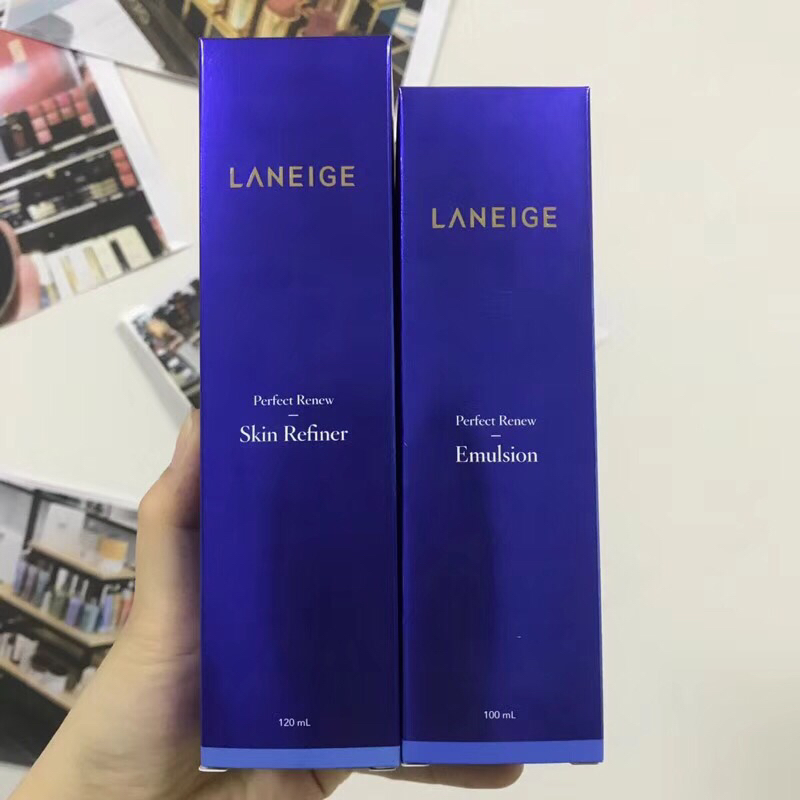 LANEIGE
Perfect Renew
Skin Refiner
120 mL
LANEIGE
Perfect Renew
Emulsion
100 mL